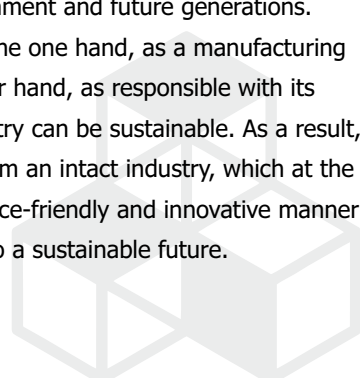 nment and future generations.
ne one hand, as a manufacturing
r hand, as responsible with its
try can be sustainable. As a result,
m an intact industry, which at the
ce-friendly and innovative manner
o a sustainable future.